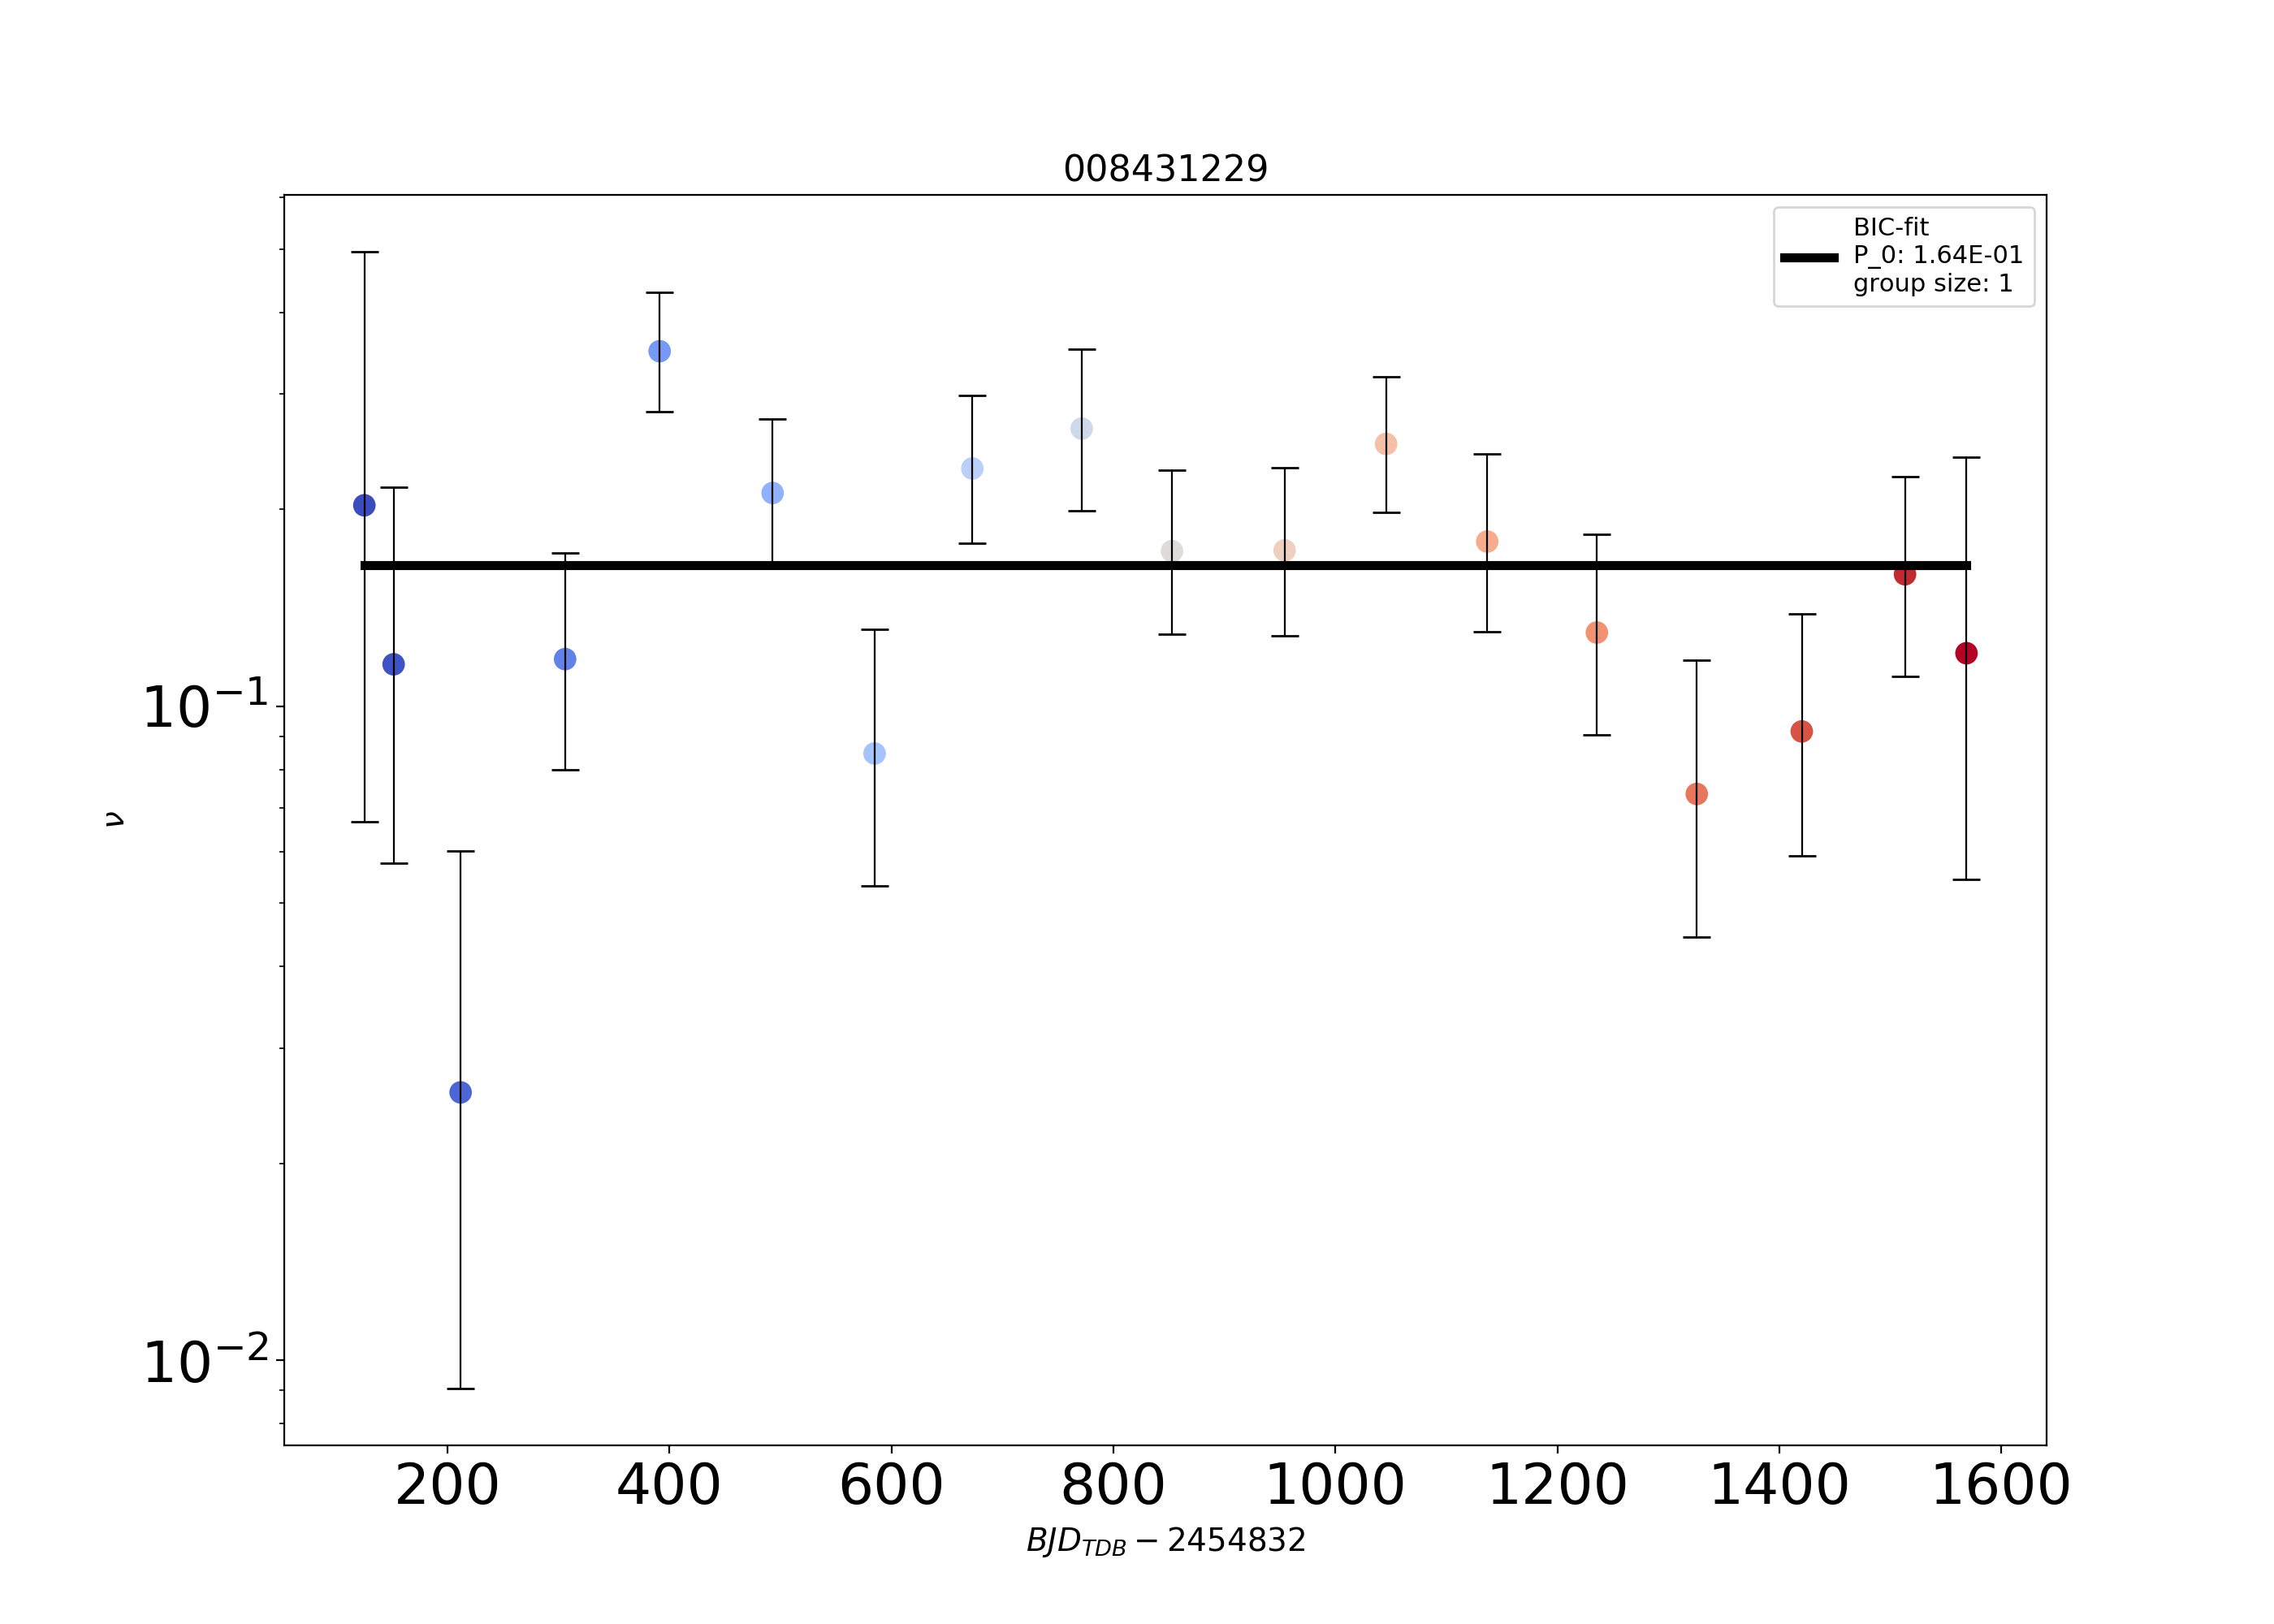 008431229
BIC-fit
P_0: 1.64E-01
group size: 1
10⁻¹
ν
10⁻²
200 400 600 800 1000 1200 1400 1600
BJD_TDB − 2454832